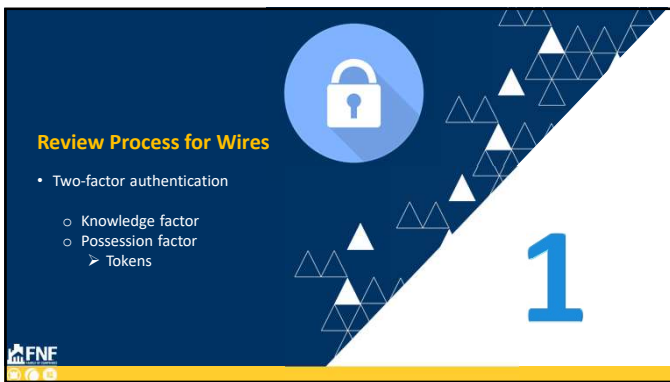 Review Process for Wires
• Two-factor authentication
o Knowledge factor
o Possession factor
➢ Tokens
1
FNF